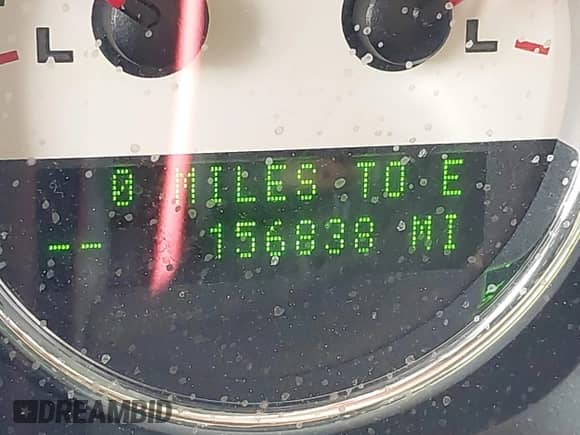 L L
0 MILES TO E
-- 156838 MI
DREAMBID